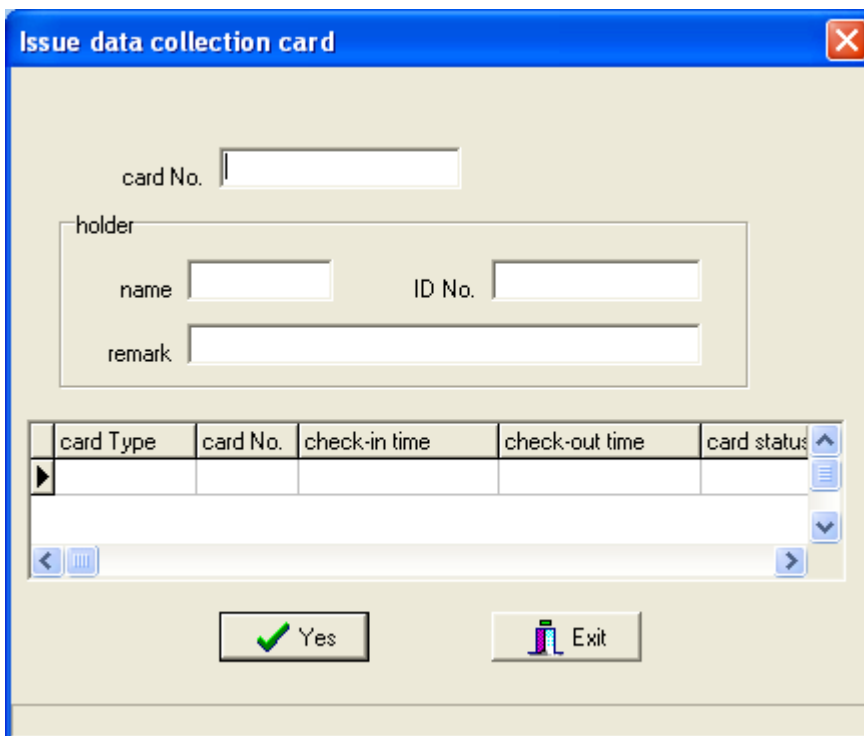 Issue data collection card
card No.
holder
name ID No.
remark
card Type card No. check-in time check-out time card status
Yes Exit